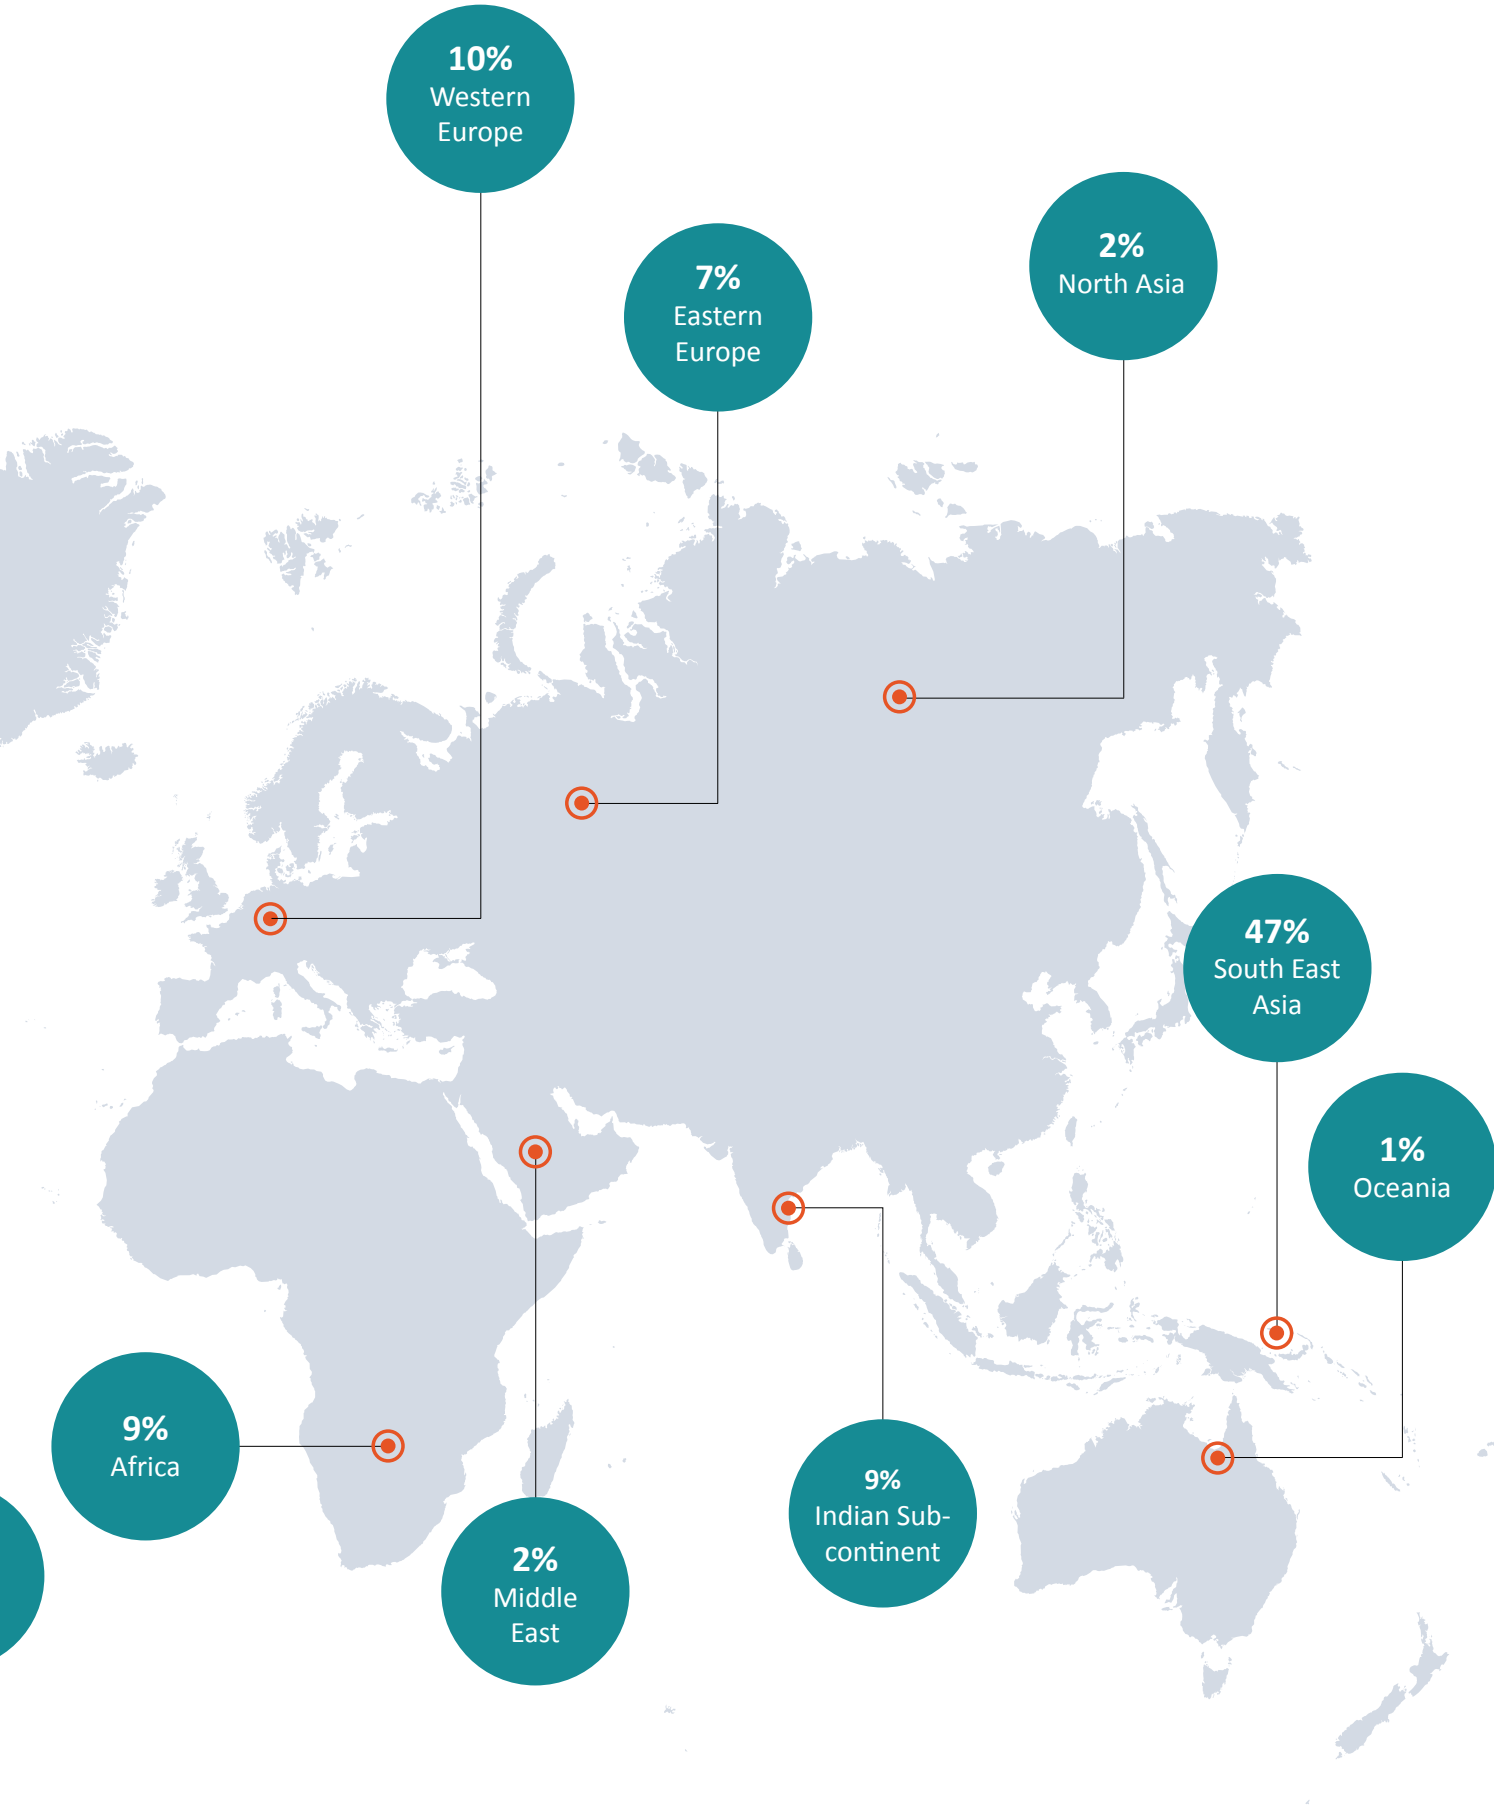 10%
Western
Europe
7%
Eastern
Europe
2%
North Asia
47%
South East
Asia
1%
Oceania
9%
Africa
2%
Middle
East
9%
Indian Sub-
continent